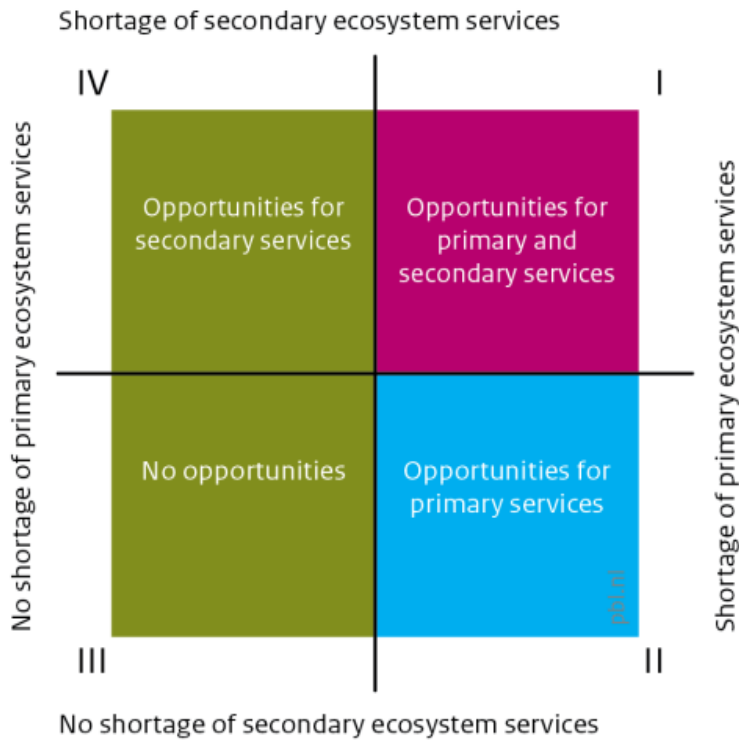 Shortage of secondary ecosystem services
IV
I
No shortage of primary ecosystem services
Opportunities for
secondary services
Opportunities for
primary and
secondary services
Shortage of primary ecosystem services
No opportunities
Opportunities for
primary services
pbl.nl
III
II
No shortage of secondary ecosystem services